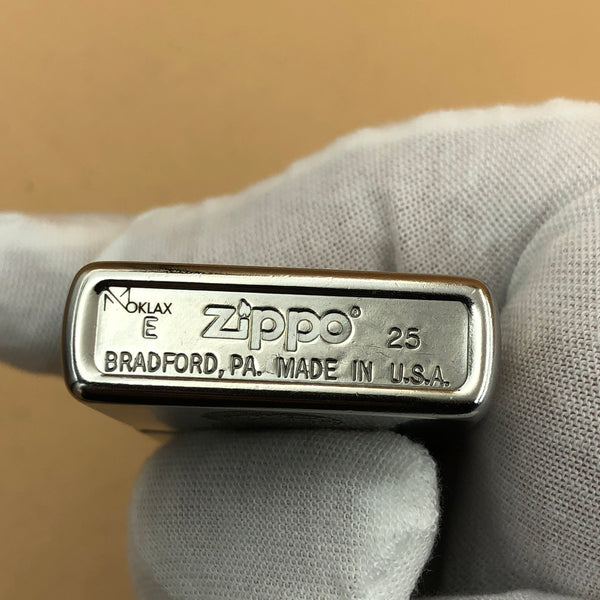 NOKLAX
E Zippo® 25
BRADFORD, PA. MADE IN U.S.A.